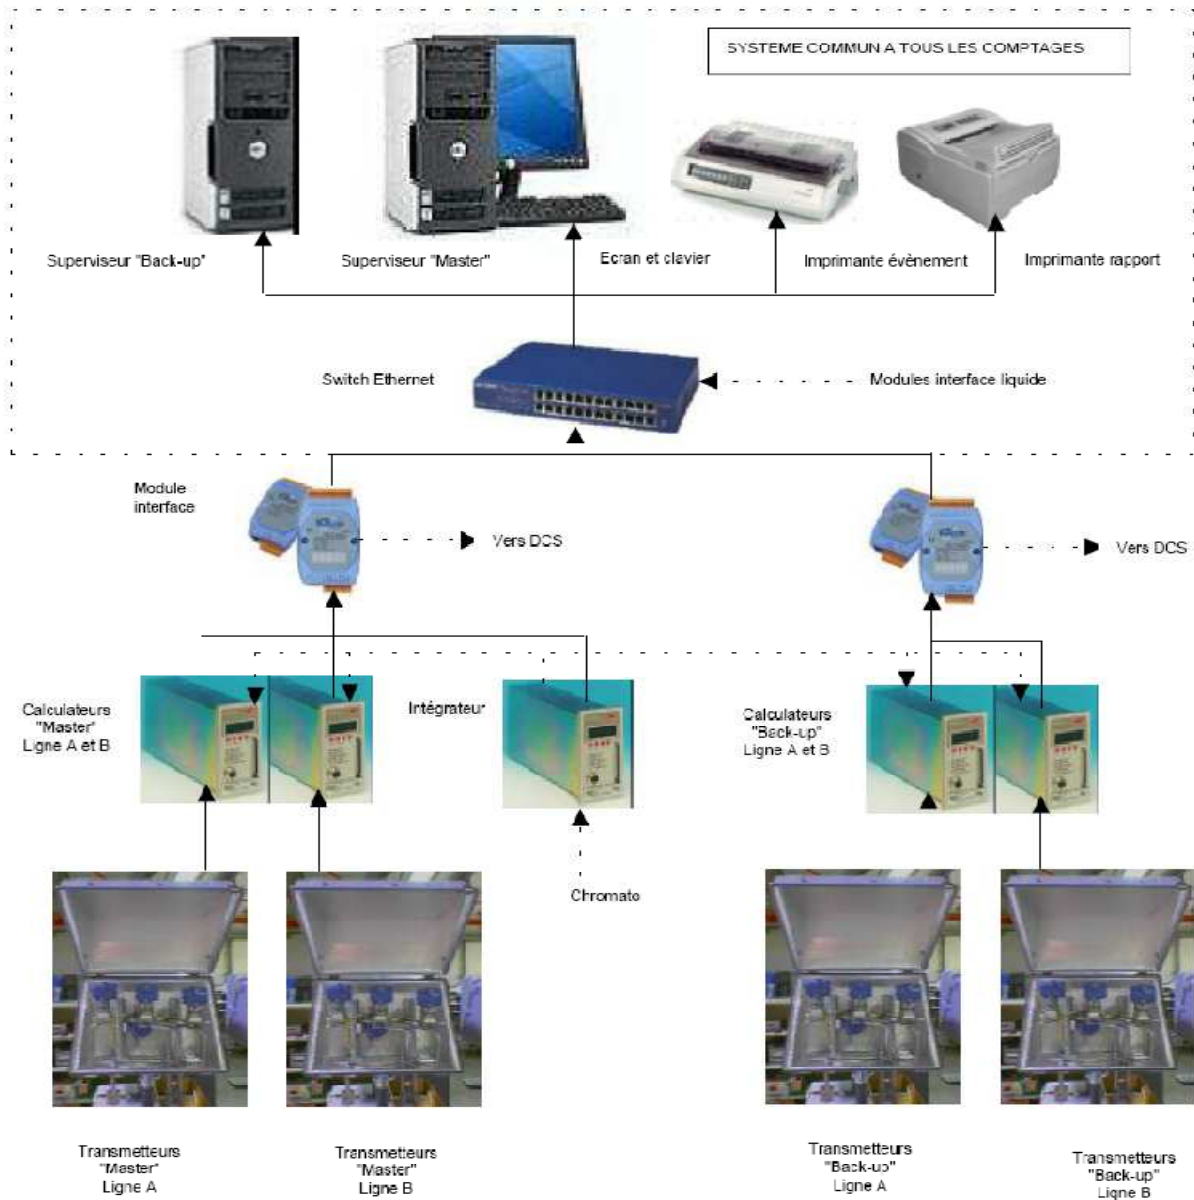 SYSTEME COMMUN A TOUS LES COMPTAGES
Superviseur "Back-up"
Superviseur "Master"
Ecran et clavier
Imprimante évènement
Imprimante rapport
Switch Ethernet
Modules interface liquide
Module
interface
Vers DCS
Vers DCS
Calculateurs
"Master"
Ligne A et B
Intégrateur
Calculateurs
"Back-up"
Ligne A et B
Chromato
Transmetteurs
"Master"
Ligne A
Transmetteurs
"Master"
Ligne B
Transmetteurs
"Back-up"
Ligne A
Transmetteurs
"Back-up"
Ligne B